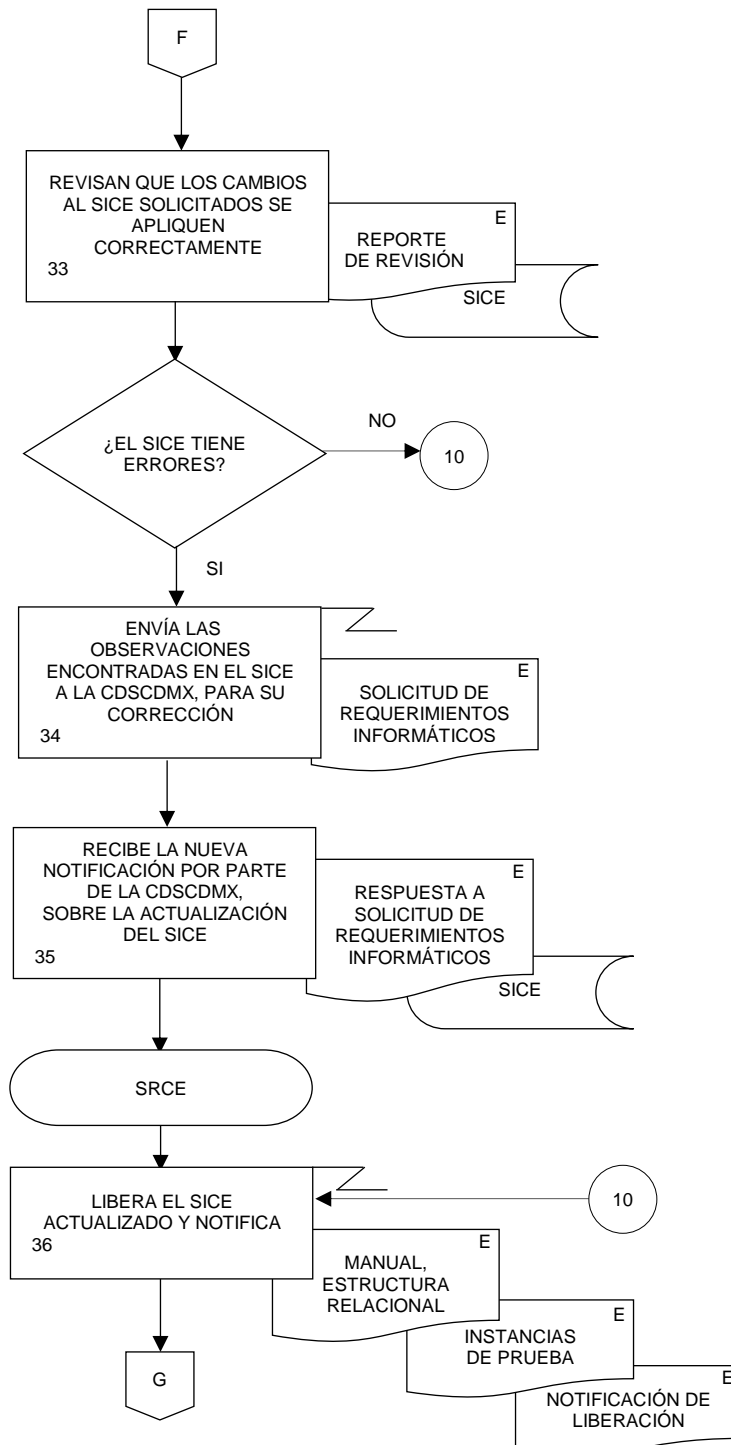 F
REVISAN QUE LOS CAMBIOS
AL SICE SOLICITADOS SE
APLIQUEN
CORRECTAMENTE
33
E
REPORTE
DE REVISIÓN
SICE
¿EL SICE TIENE
ERRORES?
NO
10
SI
ENVÍA LAS
OBSERVACIONES
ENCONTRADAS EN EL SICE
A LA CDSCDMX, PARA SU
CORRECCIÓN
34
E
SOLICITUD DE
REQUERIMIENTOS
INFORMÁTICOS
RECIBE LA NUEVA
NOTIFICACIÓN POR PARTE
DE LA CDSCDMX,
SOBRE LA ACTUALIZACIÓN
DEL SICE
35
E
RESPUESTA A
SOLICITUD DE
REQUERIMIENTOS
INFORMÁTICOS
SICE
SRCE
LIBERA EL SICE
ACTUALIZADO Y NOTIFICA
36
10
E
MANUAL,
ESTRUCTURA
RELACIONAL
E
INSTANCIAS
DE PRUEBA
E
NOTIFICACIÓN DE
LIBERACIÓN
G